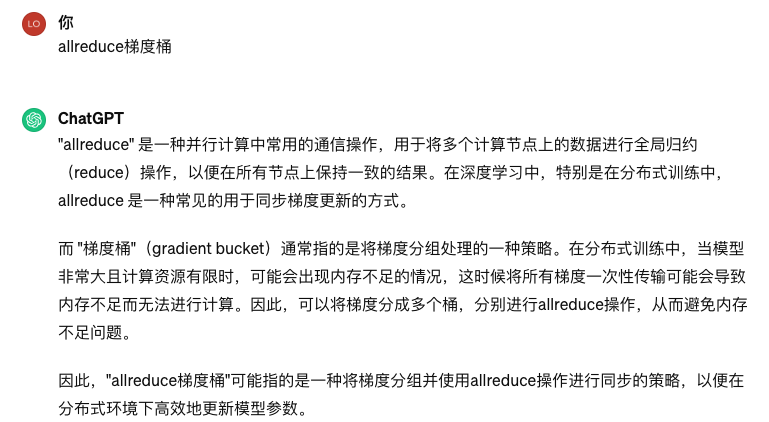 LO
你
allreduce梯度桶
ChatGPT
"allreduce" 是一种并行计算中常用的通信操作，用于将多个计算节点上的数据进行全局归约
（reduce）操作，以便在所有节点上保持一致的结果。在深度学习中，特别是在分布式训练中，
allreduce 是一种常见的用于同步梯度更新的方式。
而 "梯度桶"（gradient bucket）通常指的是将梯度分组处理的一种策略。在分布式训练中，当模型
非常大且计算资源有限时，可能会出现内存不足的情况，这时候将所有梯度一次性传输可能会导致
内存不足而无法进行计算。因此，可以将梯度分成多个桶，分别进行allreduce操作，从而避免内存
不足问题。
因此，"allreduce梯度桶"可能指的是一种将梯度分组并使用allreduce操作进行同步的策略，以便在
分布式环境下高效地更新模型参数。